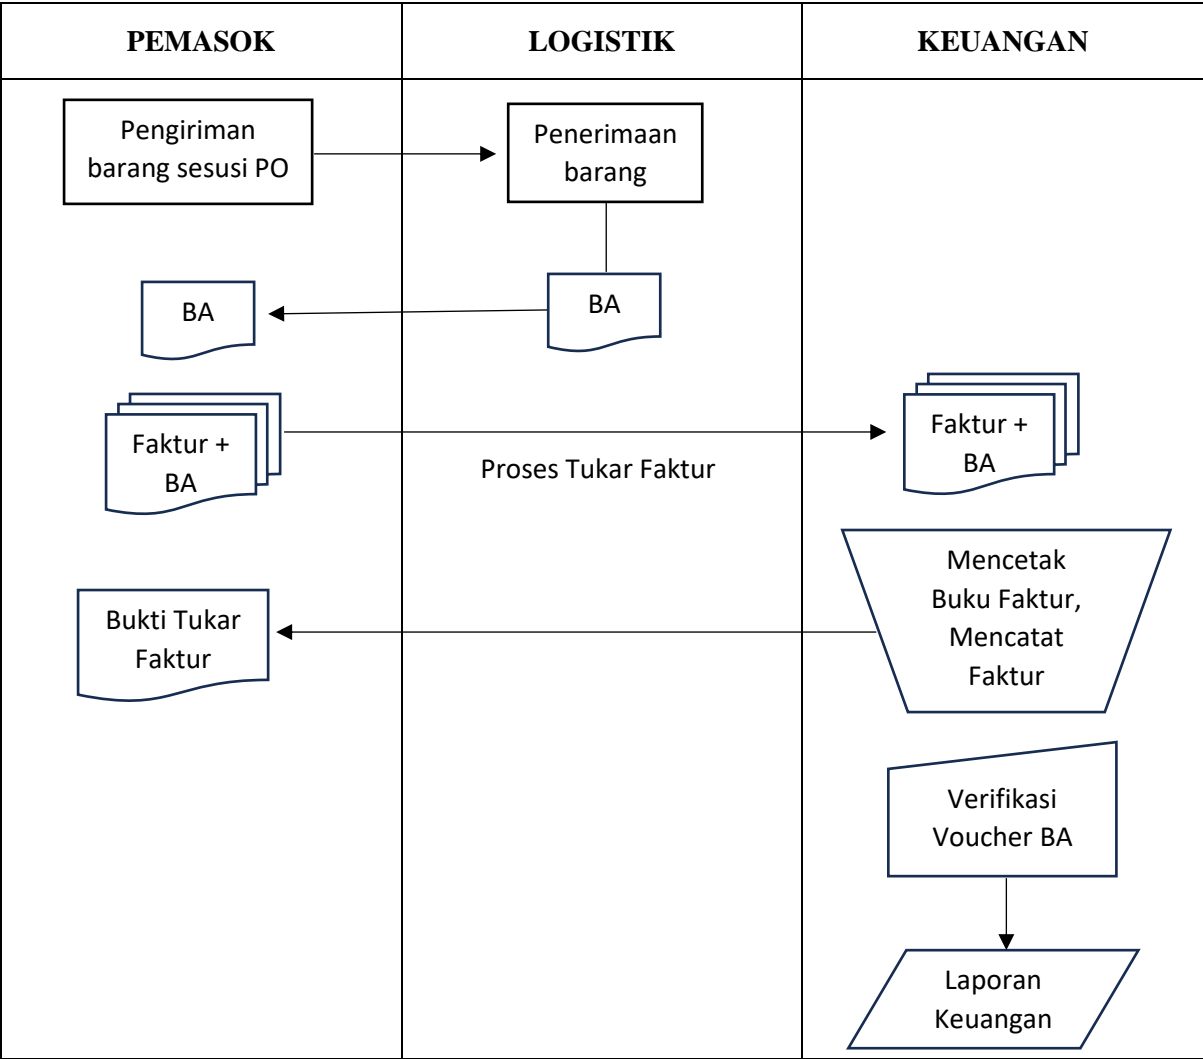 PEMASOK
LOGISTIK
KEUANGAN
Pengiriman
barang sesusi PO
Penerimaan
barang
BA
BA
Faktur +
BA
Proses Tukar Faktur
Faktur +
BA
Bukti Tukar
Faktur
Mencetak
Buku Faktur,
Mencatat
Faktur
Verifikasi
Voucher BA
Laporan
Keuangan